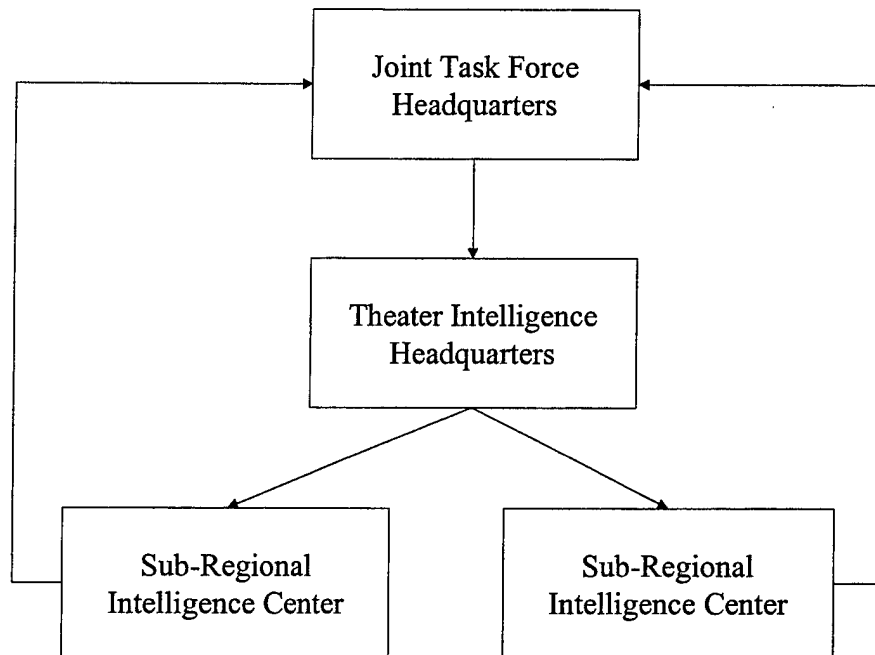 Joint Task Force
Headquarters
Theater Intelligence
Headquarters
Sub-Regional
Intelligence Center
Sub-Regional
Intelligence Center